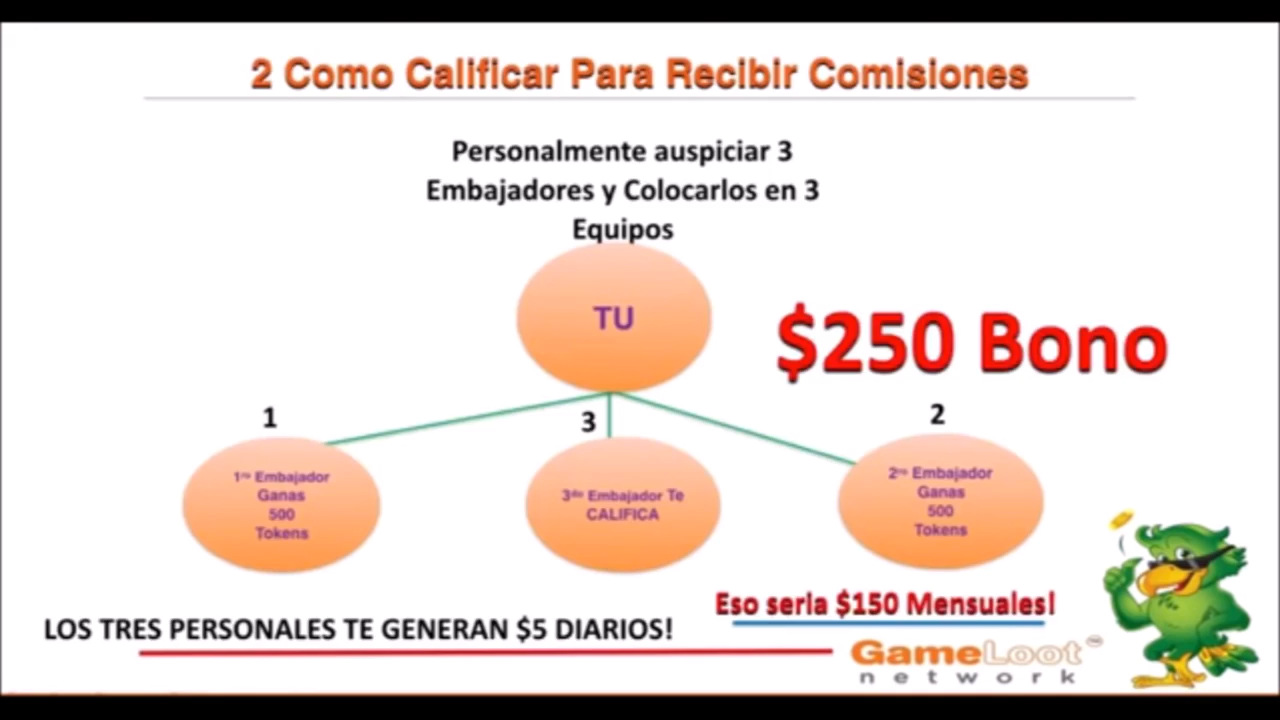 2 Como Calificar Para Recibir Comisiones
Personalmente auspiciar 3
Embajadores y Colocarlos en 3
Equipos
TU
$250 Bono
1
3
2
1ro Embajador
Ganas
500
Tokens
3do Embajador Te
CALIFICA
2ro Embajador
Ganas
500
Tokens
Eso seria $150 Mensuales!
LOS TRES PERSONALES TE GENERAN $5 DIARIOS!
GameLoot
network